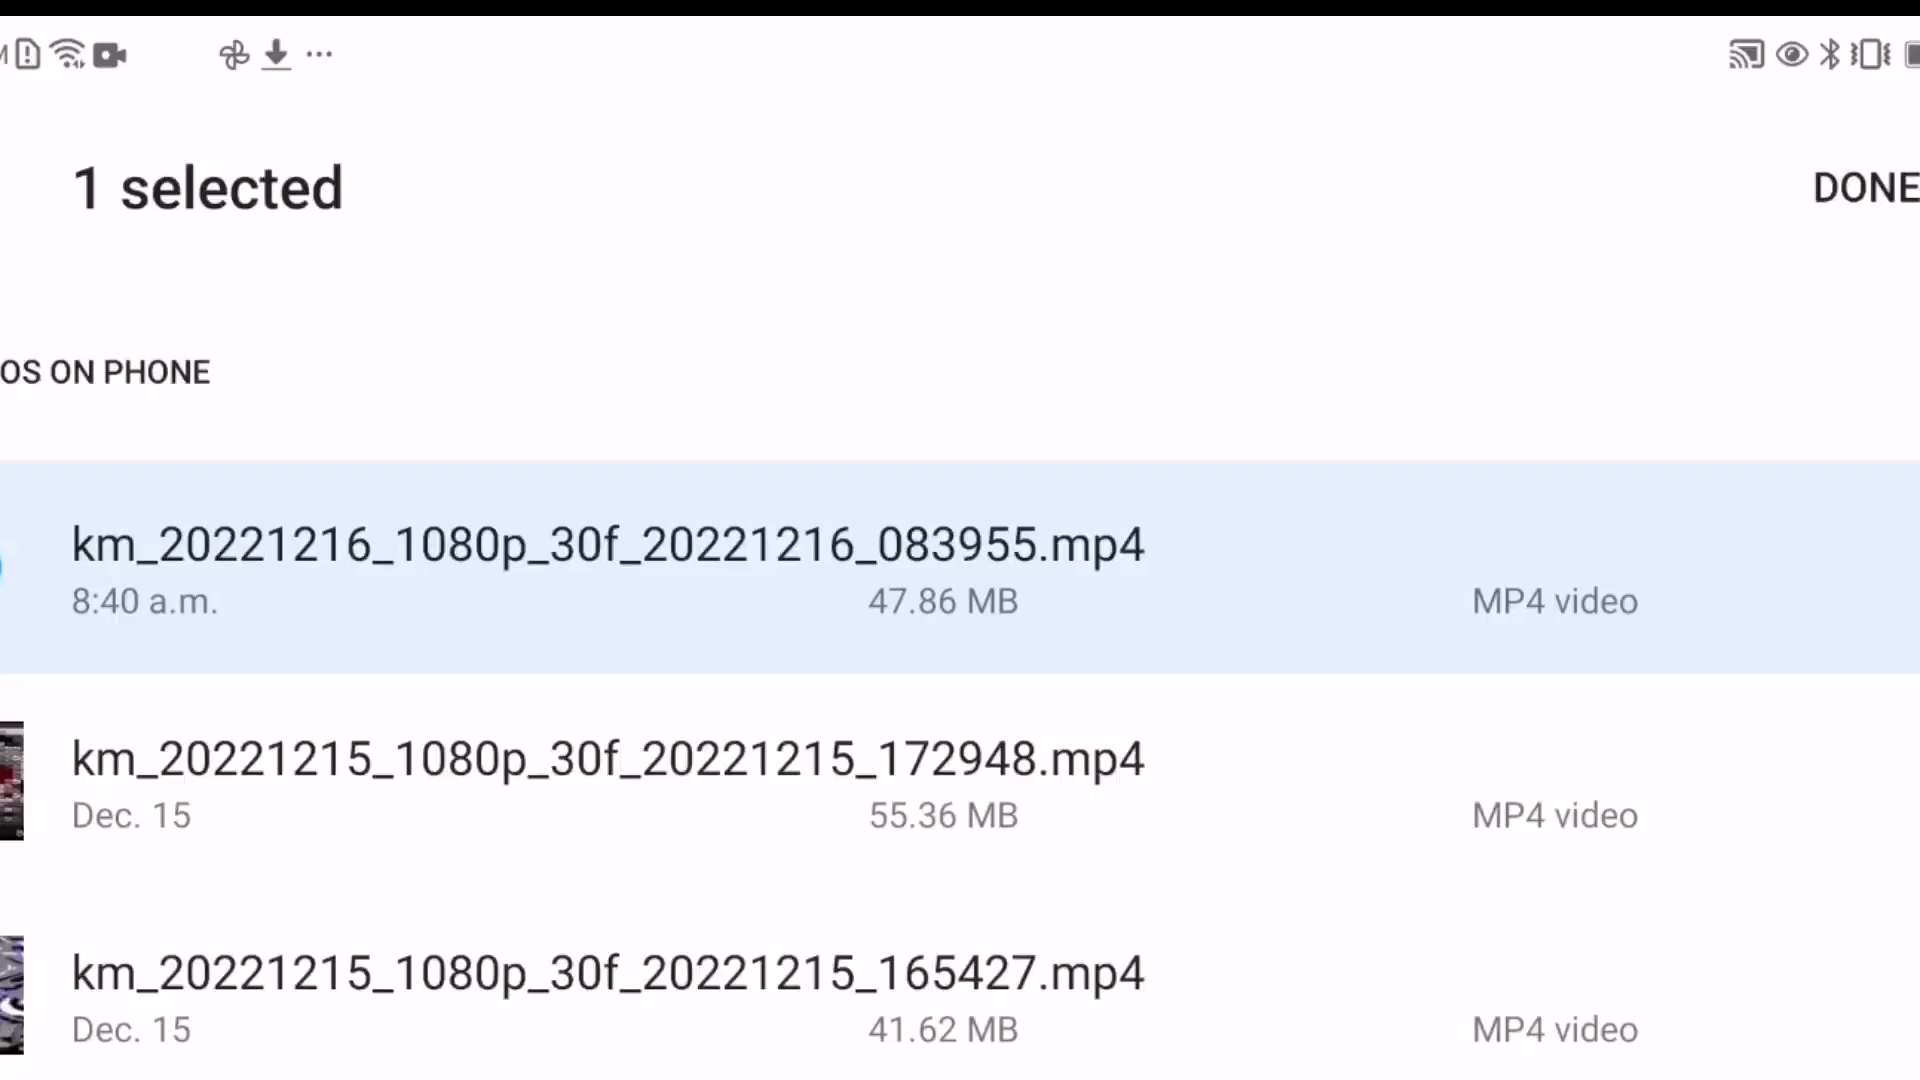 1 selected
DONE
OS ON PHONE
km_20221216_1080p_30f_20221216_083955.mp4
8:40 a.m. 47.86 MB MP4 video
km_20221215_1080p_30f_20221215_172948.mp4
Dec. 15 55.36 MB MP4 video
km_20221215_1080p_30f_20221215_165427.mp4
Dec. 15 41.62 MB MP4 video